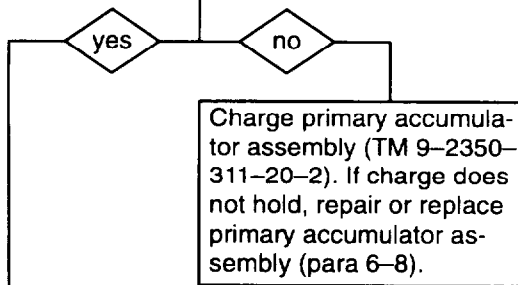 yes no
Charge primary accumula-
tor assembly (TM 9–2350–
311–20–2). If charge does
not hold, repair or replace
primary accumulator as-
sembly (para 6–8).